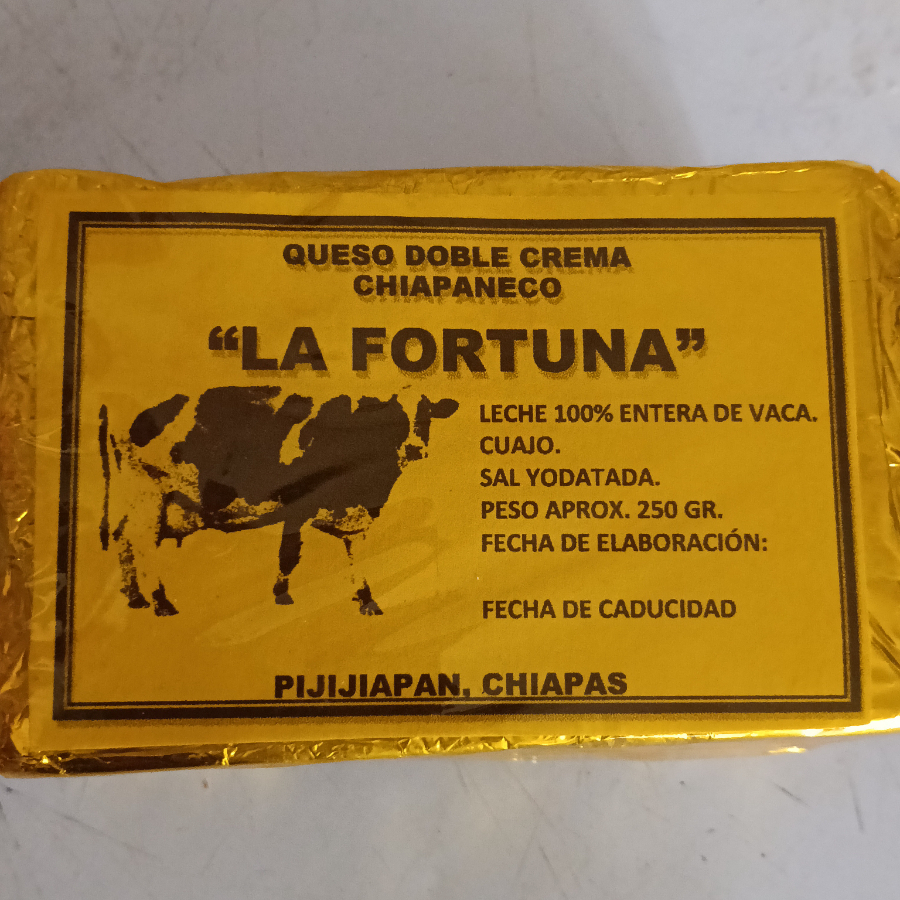 QUESO DOBLE CREMA
CHIAPANECO
“LA FORTUNA”
LECHE 100% ENTERA DE VACA.
CUAJO.
SAL YODATADA.
PESO APROX. 250 GR.
FECHA DE ELABORACIÓN:
FECHA DE CADUCIDAD
PIJIJIAPAN, CHIAPAS